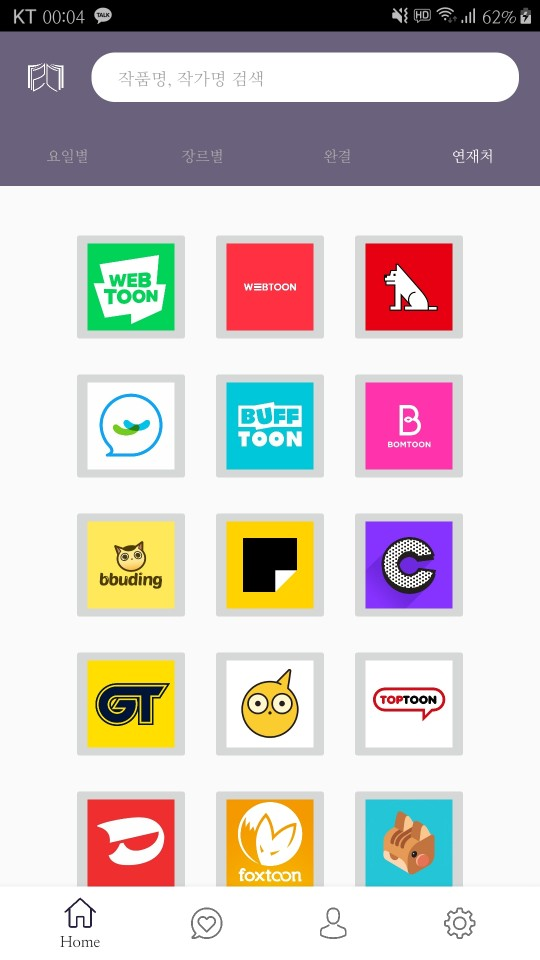 KT 00:04 TALK HD 62%
작품명, 작가명 검색
요일별 장르별 완결 연재처
WEB
TOON
WEBTOON
BUFF
TOON
BOMTOON
bbuding
C
GT
TOPTOON
foxtoon
Home